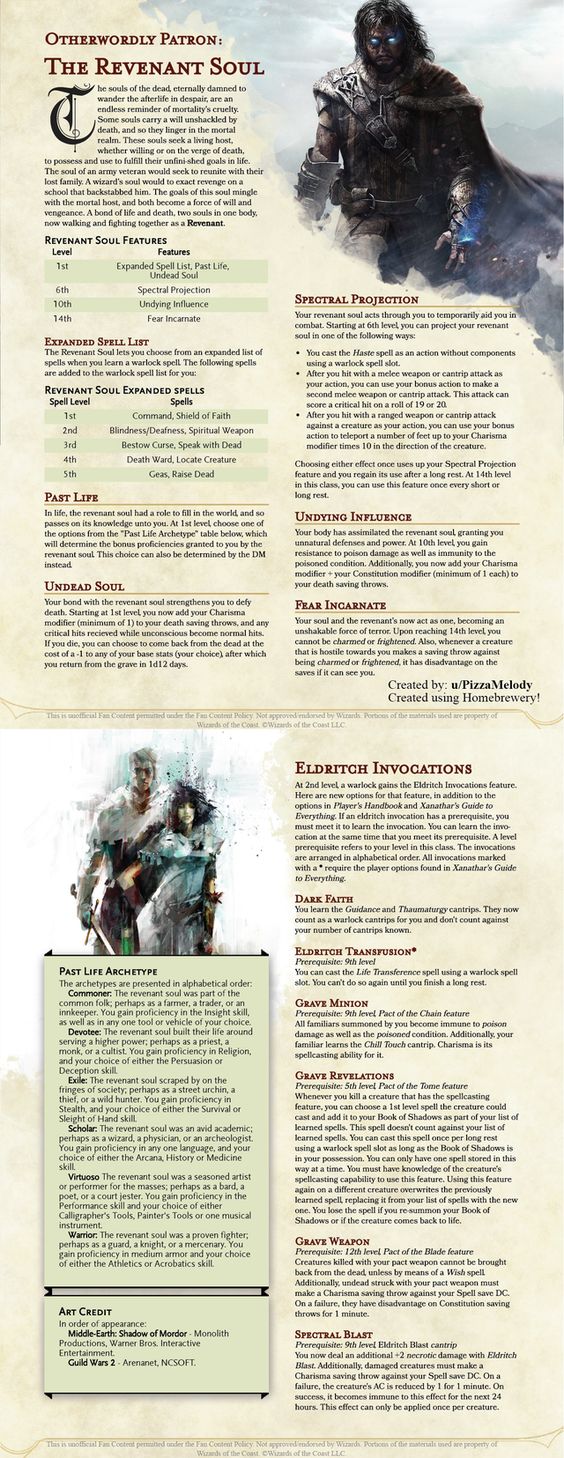 Otherwordly Patron:
The Revenant Soul
The souls of the dead, eternally damned to
wander the afterlife in despair, are an
endless reminder of mortality's cruelty.
Some souls carry a will unshackled by
death, and so they linger in the mortal
realm. These souls seek a living host,
whether willing or on the verge of death,
to possess and use to fulfill their unfini-shed goals in life.
The soul of an army veteran would seek to reunite with their
lost family. A wizard's soul would to exact revenge on a
school that backstabbed him. The goals of this soul mingle
with the mortal host, and both become a force of will and
vengeance. A bond of life and death, two souls in one body,
now walking and fighting together as a Revenant.
Revenant Soul Features
Level Features
1st Expanded Spell List, Past Life,
Undead Soul
6th Spectral Projection
10th Undying Influence
14th Fear Incarnate
Expanded Spell List
The Revenant Soul lets you choose from an expanded list of
spells when you learn a warlock spell. The following spells
are added to the warlock spell list for you:
Revenant Soul Expanded spells
Spell Level Spells
1st Command, Shield of Faith
2nd Blindness/Deafness, Spiritual Weapon
3rd Bestow Curse, Speak with Dead
4th Death Ward, Locate Creature
5th Geas, Raise Dead
Past Life
In life, the revenant soul had a role to fill in the world, and so
passes on its knowledge unto you. At 1st level, choose one of
the options from the "Past Life Archetype" table below, which
will determine the bonus proficiencies granted to you by the
revenant soul. This choice can also be determined by the DM
instead.
Undead Soul
Your bond with the revenant soul strengthens you to defy
death. Starting at 1st level, you now add your Charisma
modifier (minimum of 1) to your death saving throws, and any
critical hits recieved while unconscious become normal hits.
If you die, you can choose to come back from the dead at the
cost of a -1 to any of your base stats (your choice), after which
you return from the grave in 1d12 days.
Spectral Projection
Your revenant soul acts through you to temporarily aid you in
combat. Starting at 6th level, you can project your revenant
soul in one of the following ways:
• You cast the Haste spell as an action without components
using a warlock spell slot.
• After you hit with a melee weapon or cantrip attack as
your action, you can use your bonus action to make a
second melee weapon or cantrip attack. This attack can
score a critical hit on a roll of 19 or 20.
• After you hit with a ranged weapon or cantrip attack
against a creature as your action, you can use your bonus
action to teleport a number of feet up to your Charisma
modifier times 10 in the direction of the creature.
Choosing either effect once uses up your Spectral Projection
feature and you regain its use after a long rest. At 14th level
in this class, you can use this feature once every short or
long rest.
Undying Influence
Your body has assimilated the revenant soul, granting you
unnatural defenses and power. At 10th level, you gain
resistance to poison damage as well as immunity to the
poisoned condition. Additionally, you now add your Charisma
modifier + your Constitution modifier (minimum of 1 each) to
your death saving throws.
Fear Incarnate
Your soul and the revenant's now act as one, becoming an
unshakable force of terror. Upon reaching 14th level, you
cannot be charmed or frightened. Also, whenever a creature
that is hostile towards you makes a saving throw against
being charmed or frightened, it has disadvantage on the
saves if it can see you.
Created by: u/PizzaMelody
Created using Homebrewery!
This is unofficial Fan Content permitted under the Fan Content Policy. Not approved/endorsed by Wizards. Portions of the materials used are property of
Wizards of the Coast. ©Wizards of the Coast LLC.
Past Life Archetype
The archetypes are presented in alphabetical order:
Commoner: The revenant soul was part of the
common folk; perhaps as a farmer, a trader, or an
innkeeper. You gain proficiency in the Insight skill,
as well as in any one tool or vehicle of your choice.
Devotee: The revenant soul built their life around
serving a higher power; perhaps as a priest, a
monk, or a cultist. You gain proficiency in Religion,
and your choice of either the Persuasion or
Deception skill.
Exile: The revenant soul scraped by on the
fringes of society; perhaps as a street urchin, a
thief, or a wild hunter. You gain proficiency in
Stealth, and your choice of either the Survival or
Sleight of Hand skill.
Scholar: The revenant soul was an avid academic;
perhaps as a wizard, a physician, or an archeologist.
You gain proficiency in any one language, and your
choice of either the Arcana, History or Medicine
skill.
Virtuoso The revenant soul was a seasoned artist
or performer for the masses; perhaps as a bard, a
poet, or a court jester. You gain proficiency in the
Performance skill and your choice of either
Calligrapher's Tools, Painter's Tools or one musical
instrument.
Warrior: The revenant soul was a proven fighter;
perhaps as a guard, a knight, or a mercenary. You
gain proficiency in medium armor and your choice
of either the Athletics or Acrobatics skill.
Art Credit
In order of appearance:
Middle-Earth: Shadow of Mordor - Monolith
Productions, Warner Bros. Interactive
Entertainment.
Guild Wars 2 - Arenanet, NCSOFT.
Eldritch Invocations
At 2nd level, a warlock gains the Eldritch Invocations feature.
Here are new options for that feature, in addition to the
options in Player's Handbook and Xanathar's Guide to
Everything. If an eldritch invocation has a prerequisite, you
must meet it to learn the invocation. You can learn the invo-
cation at the same time that you meet its prerequisite. A level
prerequisite refers to your level in this class. The invocations
are arranged in alphabetical order. All invocations marked
with a * require the player options found in Xanathar's Guide
to Everything.
Dark Faith
You learn the Guidance and Thaumaturgy cantrips. They now
count as a warlock cantrips for you and don't count against
your number of cantrips known.
Eldritch Transfusion*
Prerequisite: 9th level
You can cast the Life Transference spell using a warlock spell
slot. You can't do so again until you finish a long rest.
Grave Minion
Prerequisite: 9th level, Pact of the Chain feature
All familiars summoned by you become immune to poison
damage as well as the poisoned condition. Additionally, your
familiar learns the Chill Touch cantrip. Charisma is its
spellcasting ability for it.
Grave Revelations
Prerequisite: 5th level, Pact of the Tome feature
Whenever you kill a creature that has the spellcasting
feature, you can choose a 1st level spell the creature could
cast and add it to your Book of Shadows as part of your list of
learned spells. This spell doesn't count against your list of
learned spells. You can cast this spell once per long rest
using a warlock spell slot as long as the Book of Shadows is
in your possession. You can only have one spell stored in this
way at a time. You must have knowledge of the creature's
spellcasting capability to use this feature. Using this feature
again on a different creature overwrites the previously
learned spell, replacing it from your list of spells with the new
one. You lose the spell if you re-summon your Book of
Shadows or if the creature comes back to life.
Grave Weapon
Prerequisite: 12th level, Pact of the Blade feature
Creatures killed with your pact weapon cannot be brought
back from the dead, unless by means of a Wish spell.
Additionally, undead struck with your pact weapon must
make a Charisma saving throw against your Spell save DC.
On a failure, they have disadvantage on Constitution saving
throws for 1 minute.
Spectral Blast
Prerequisite: 9th level, Eldritch Blast cantrip
You now deal an additional +2 necrotic damage with Eldritch
Blast. Additionally, damaged creatures must make a
Charisma saving throw against your Spell save DC. On a
failure, the creature's AC is reduced by 1 for 1 minute. On
success, it becomes immune to this effect for the next 24
hours. This effect can only be applied once per creature.
This is unofficial Fan Content permitted under the Fan Content Policy. Not approved/endorsed by Wizards. Portions of the materials used are property of
Wizards of the Coast. ©Wizards of the Coast LLC.